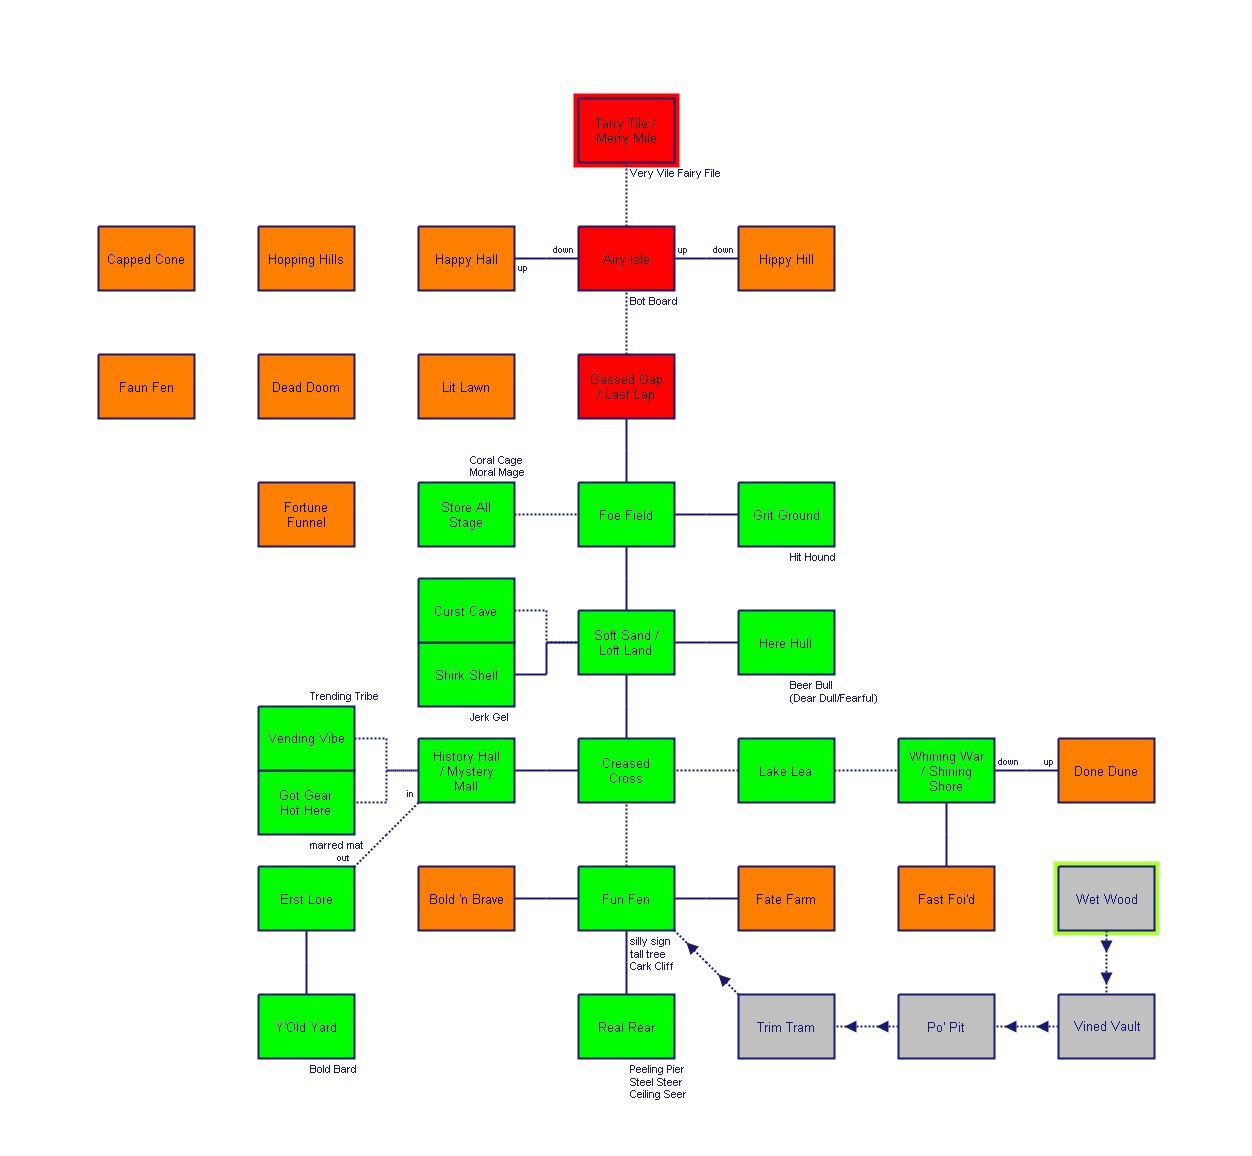 Tarry Tile /
Merry Mile
Very Vile Fairy File
Capped Cone
Hopping Hills
Happy Hall
down
up
Airy Isle
up
down
Hippy Hill
Bot Board
Faun Fen
Dead Doom
Lit Lawn
Gassed Gap
/ Last Lap
Coral Cage
Moral Mage
Fortune
Funnel
Store All
Stage
Foe Field
Grit Ground
Hit Hound
Curst Cave
Shirk Shell
Jerk Gel
Soft Sand /
Loft Land
Here Hull
Beer Bull
(Dear Dull/Fearful)
Trending Tribe
Vending Vibe
Got Gear
Hot Here
marred mat
out
in
History Hall
/ Mystery
Mall
Creased
Cross
Lake Lea
Whining War
/ Shining
Shore
down
up
Done Dune
Erst Lore
Bold 'n Brave
Fun Fen
silly sign
tall tree
Cark Cliff
Fate Farm
Fast Foi'd
Wet Wood
Y'Old Yard
Bold Bard
Real Rear
Peeling Pier
Steel Steer
Ceiling Seer
Trim Tram
Po' Pit
Vined Vault